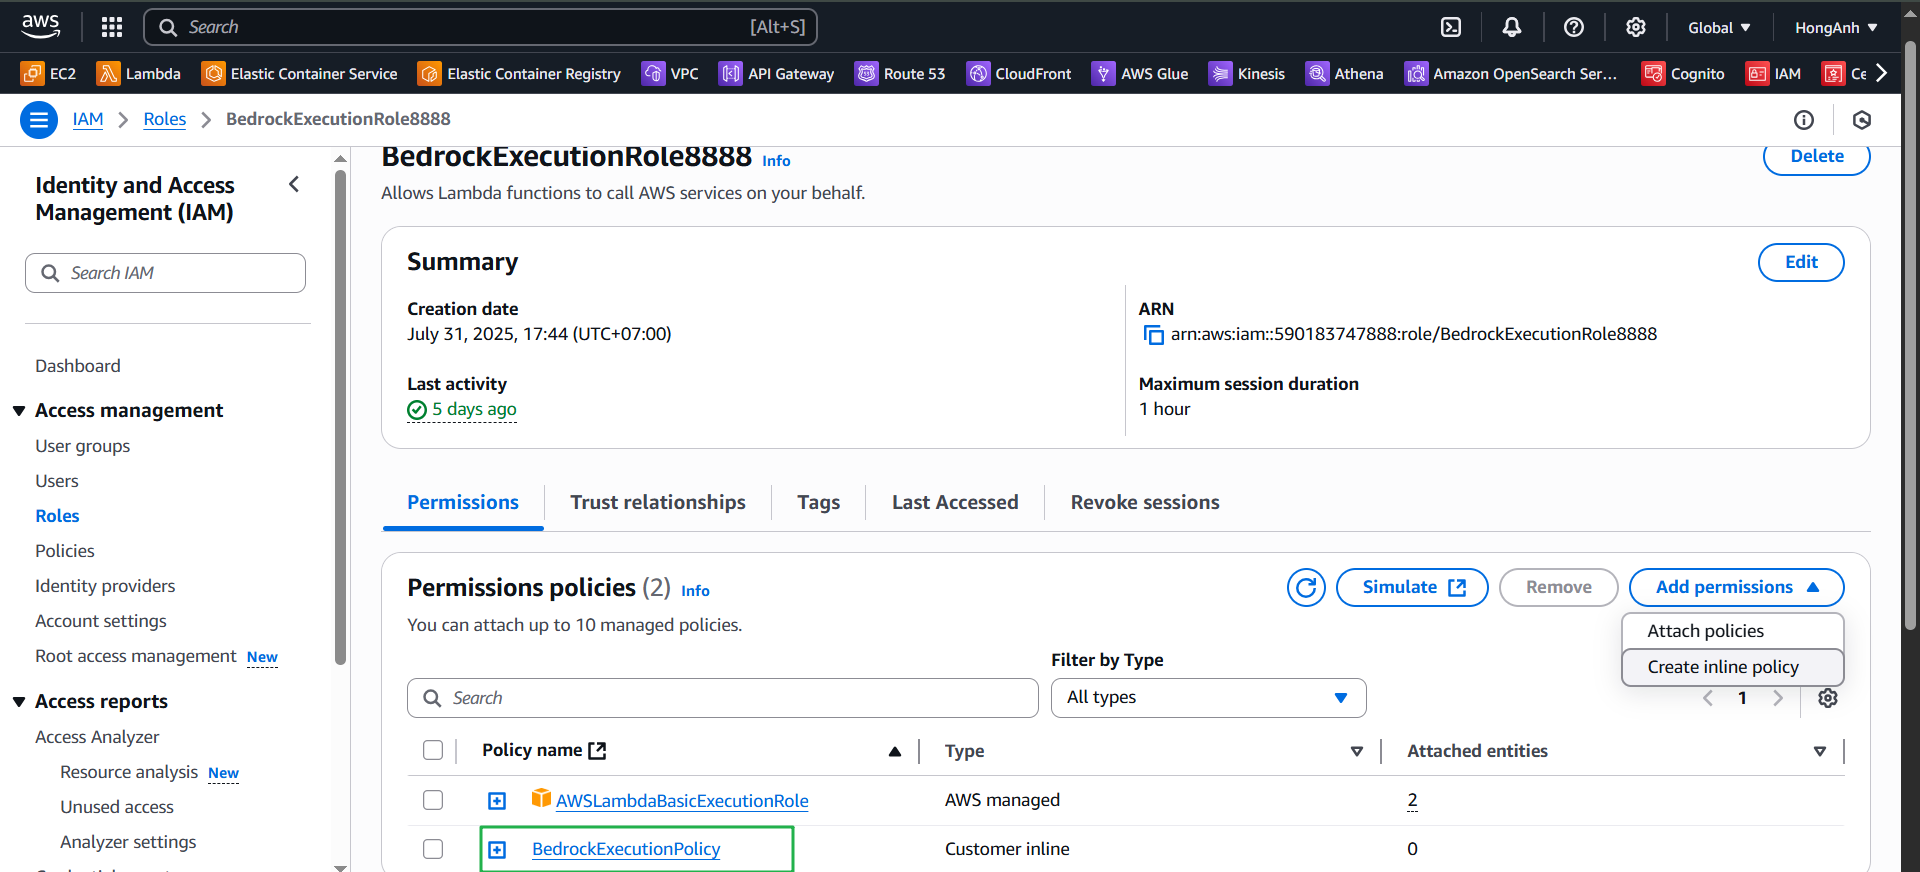 aws
Search [Alt+S] Global HongAnh
EC2 Lambda Elastic Container Service Elastic Container Registry VPC API Gateway Route 53 CloudFront AWS Glue Kinesis Athena Amazon OpenSearch Ser... Cognito IAM Ce
IAM Roles BedrockExecutionRole8888
Identity and Access
Management (IAM)
Search IAM
Dashboard
Access management
User groups
Users
Roles
Policies
Identity providers
Account settings
Root access management New
Access reports
Access Analyzer
Resource analysis New
Unused access
Analyzer settings
BedrockExecutionRole8888 Info
Delete
Allows Lambda functions to call AWS services on your behalf.
Summary
Edit
Creation date
July 31, 2025, 17:44 (UTC+07:00)
Last activity
5 days ago
ARN
arn:aws:iam::590183747888:role/BedrockExecutionRole8888
Maximum session duration
1 hour
Permissions Trust relationships Tags Last Accessed Revoke sessions
Permissions policies (2) Info
Simulate Remove Add permissions
You can attach up to 10 managed policies.
Attach policies
Create inline policy
Filter by Type
Search All types
1
Policy name Type Attached entities
AWSLambdaBasicExecutionRole AWS managed 2
BedrockExecutionPolicy Customer inline 0